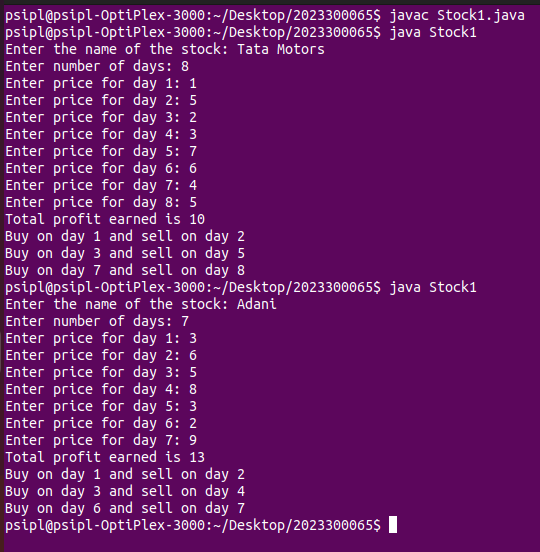 psipl@psipl-OptiPlex-3000:~/Desktop/2023300065$ javac Stock1.java
psipl@psipl-OptiPlex-3000:~/Desktop/2023300065$ java Stock1
Enter the name of the stock: Tata Motors
Enter number of days: 8
Enter price for day 1: 1
Enter price for day 2: 5
Enter price for day 3: 2
Enter price for day 4: 3
Enter price for day 5: 7
Enter price for day 6: 6
Enter price for day 7: 4
Enter price for day 8: 5
Total profit earned is 10
Buy on day 1 and sell on day 2
Buy on day 3 and sell on day 5
Buy on day 7 and sell on day 8
psipl@psipl-OptiPlex-3000:~/Desktop/2023300065$ java Stock1
Enter the name of the stock: Adani
Enter number of days: 7
Enter price for day 1: 3
Enter price for day 2: 6
Enter price for day 3: 5
Enter price for day 4: 8
Enter price for day 5: 3
Enter price for day 6: 2
Enter price for day 7: 9
Total profit earned is 13
Buy on day 1 and sell on day 2
Buy on day 3 and sell on day 4
Buy on day 6 and sell on day 7
psipl@psipl-OptiPlex-3000:~/Desktop/2023300065$